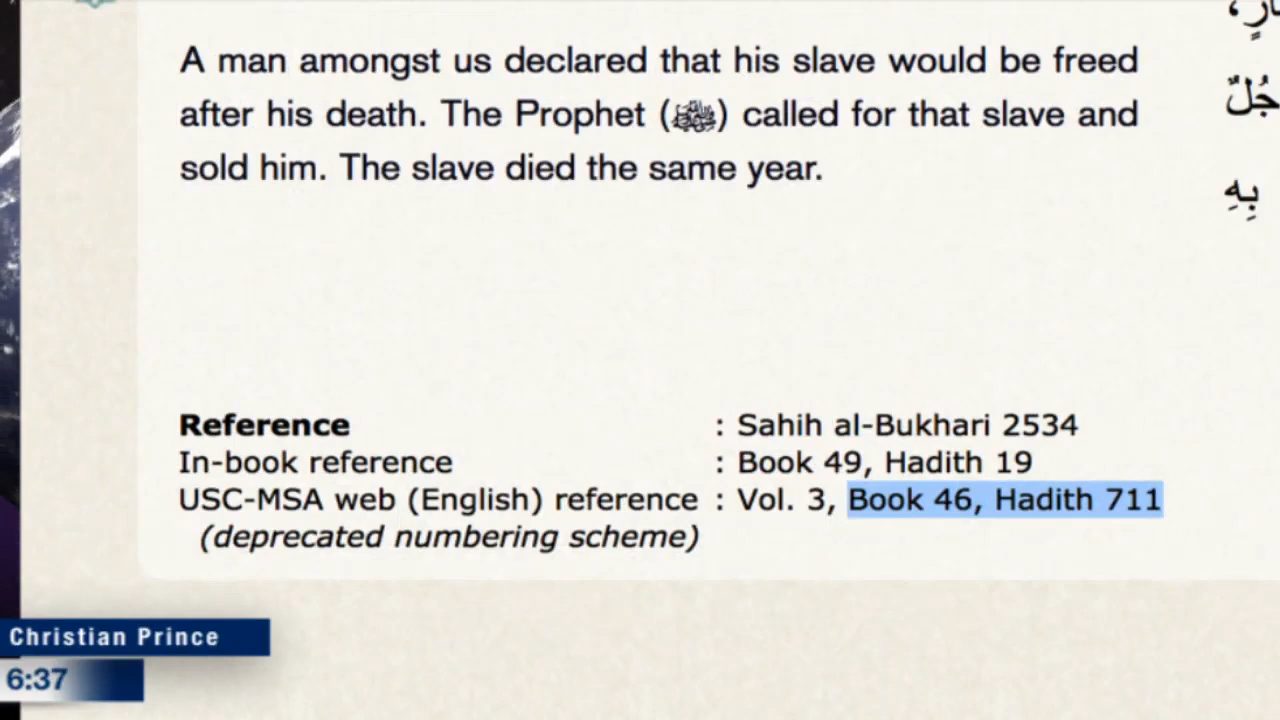 A man amongst us declared that his slave would be freed
after his death. The Prophet (ﷺ) called for that slave and
sold him. The slave died the same year.
جُلٌ
بِهِ
Reference : Sahih al-Bukhari 2534
In-book reference : Book 49, Hadith 19
USC-MSA web (English) reference : Vol. 3, Book 46, Hadith 711
(deprecated numbering scheme)
Christian Prince
6:37